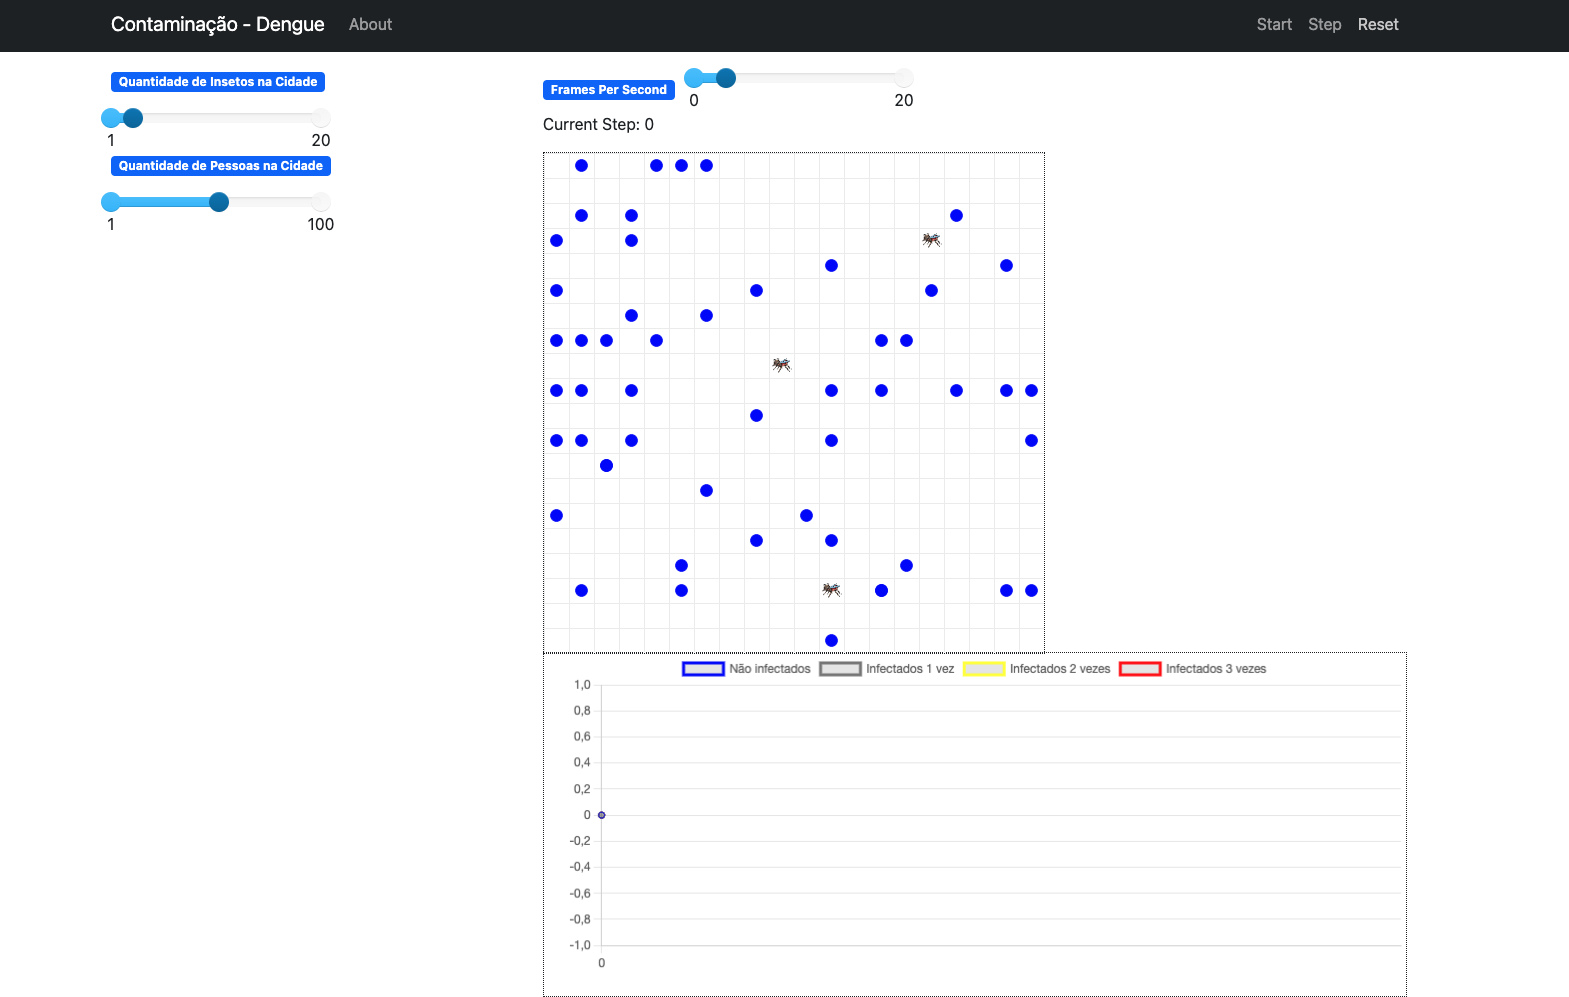 Contaminação - Dengue About Start Step Reset
Quantidade de Insetos na Cidade
1 20
Quantidade de Pessoas na Cidade
1 100
Frames Per Second
0 20
Current Step: 0
Não infectados Infectados 1 vez Infectados 2 vezes Infectados 3 vezes
1,0
0,8
0,6
0,4
0,2
0
-0,2
-0,4
-0,6
-0,8
-1,0
0